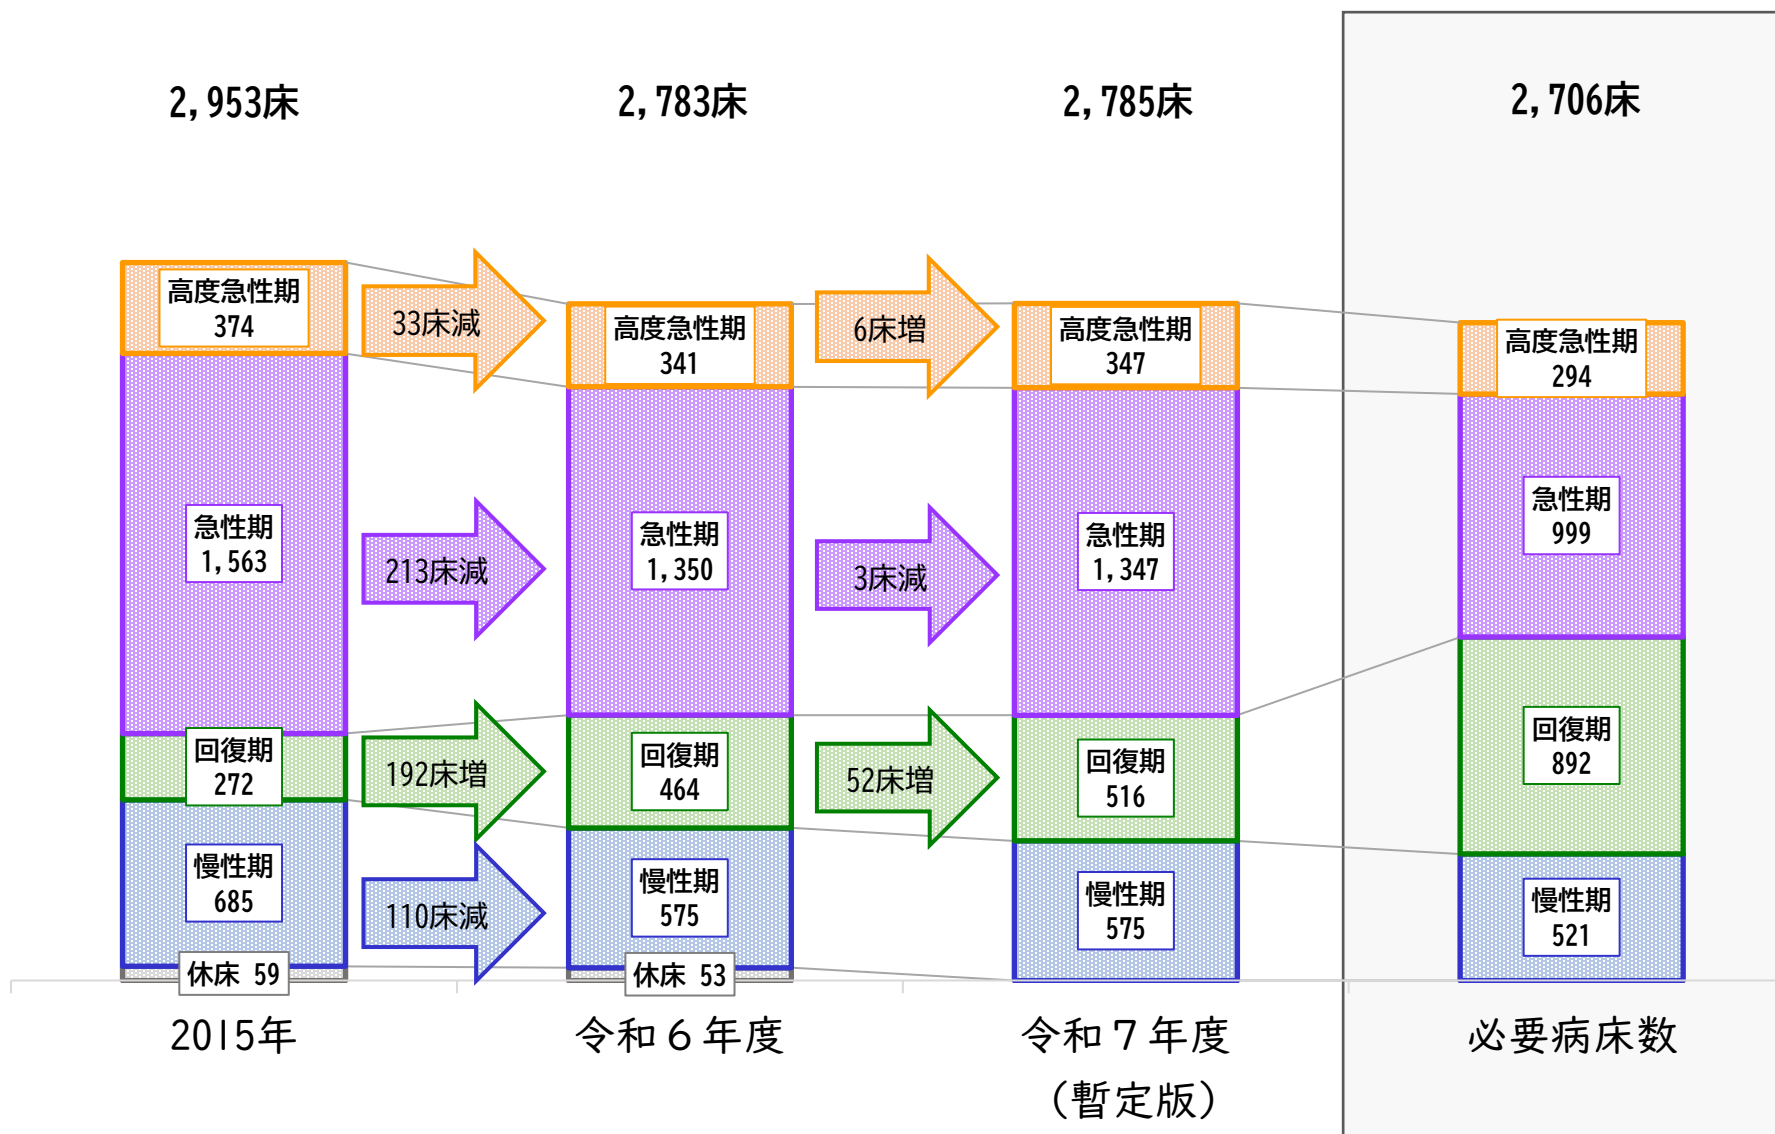 2,953床
2,783床
2,785床
2,706床
高度急性期
374
33床減
高度急性期
341
6床増
高度急性期
347
高度急性期
294
急性期
1,563
213床減
急性期
1,350
3床減
急性期
1,347
急性期
999
回復期
272
192床増
回復期
464
52床増
回復期
516
回復期
892
慢性期
685
110床減
慢性期
575
慢性期
575
慢性期
521
休床 59
休床 53
2015年
令和6年度
令和7年度
(暫定版)
必要病床数